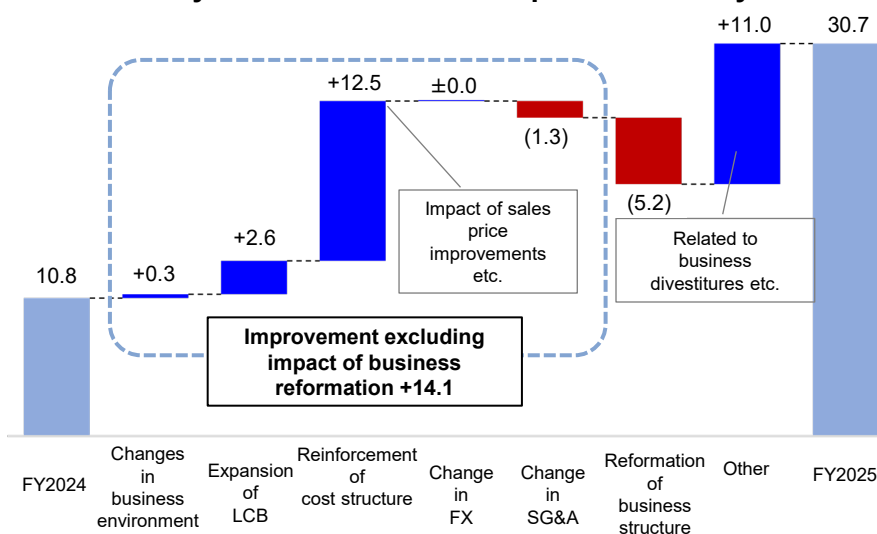 +11.0
30.7
+12.5
±0.0
(1.3)
(5.2)
Impact of sales
price
improvements
etc.
Related to
business
divestitures etc.
+2.6
10.8
+0.3
Improvement excluding
impact of business
reformation +14.1
FY2024
Changes
in
business
environment
Expansion
of
LCB
Reinforcement
of
cost structure
Change
in
FX
Change
in
SG&A
Reformation
of
business
structure
Other
FY2025